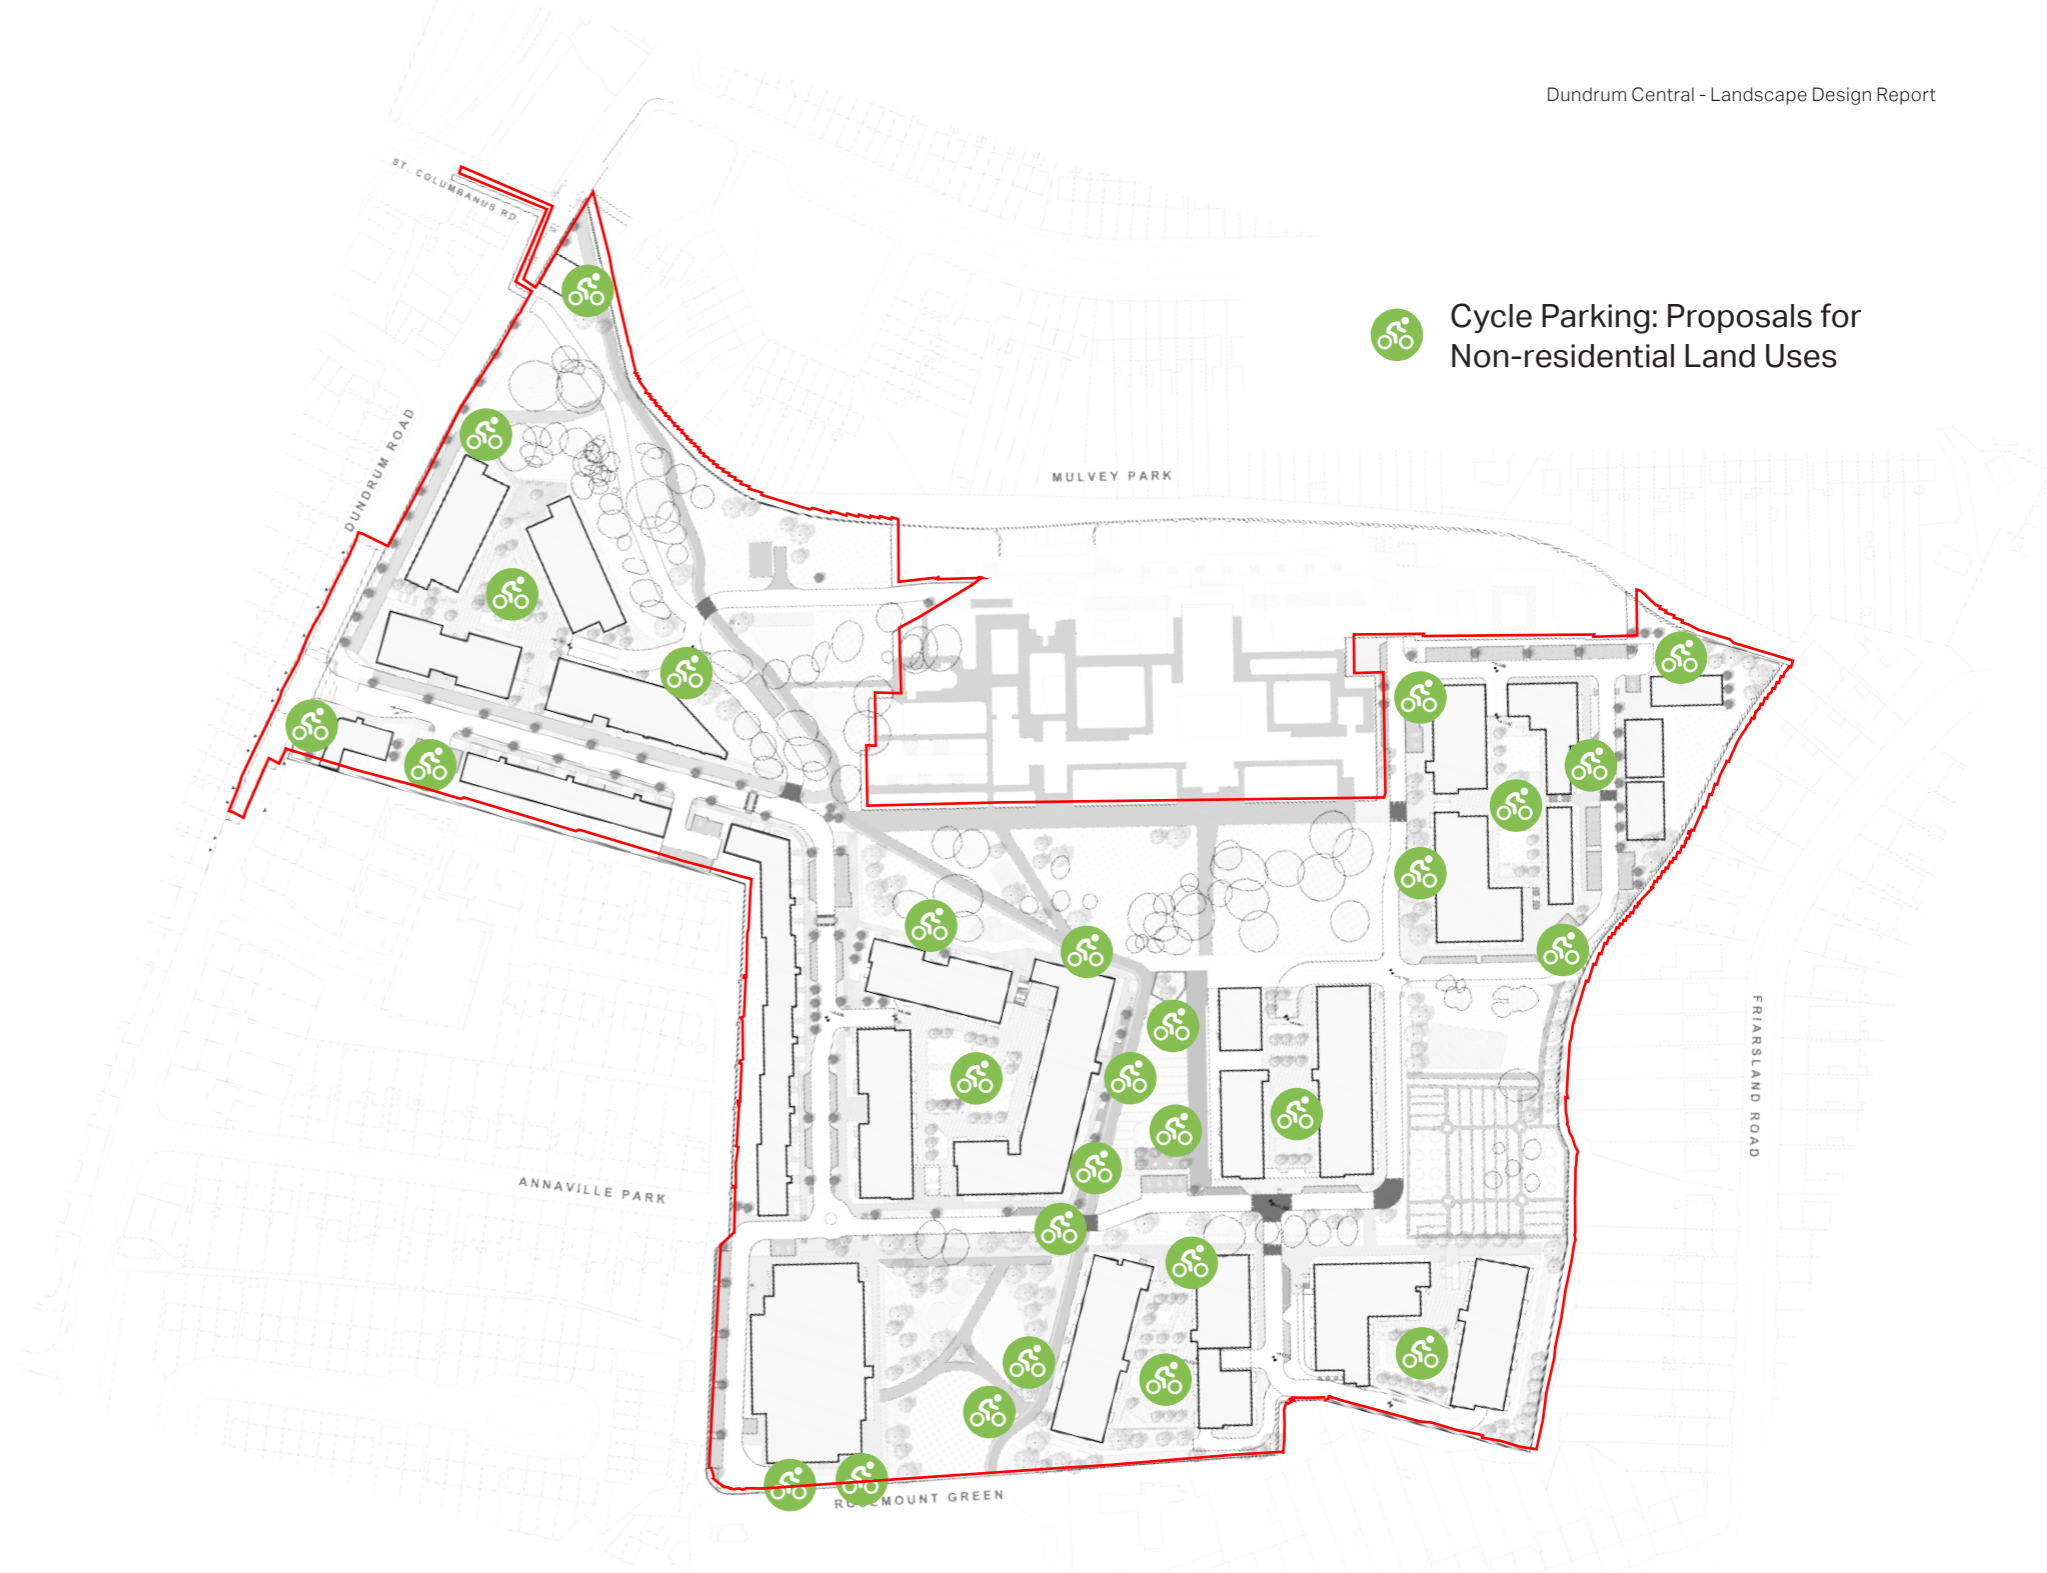 Dundrum Central - Landscape Design Report
ST. COLUMBANUS RD.
Cycle Parking: Proposals for
Non-residential Land Uses
DUNDRUM ROAD
MULVEY PARK
FRIARSLAND ROAD
ANNAVILLE PARK
GREEN